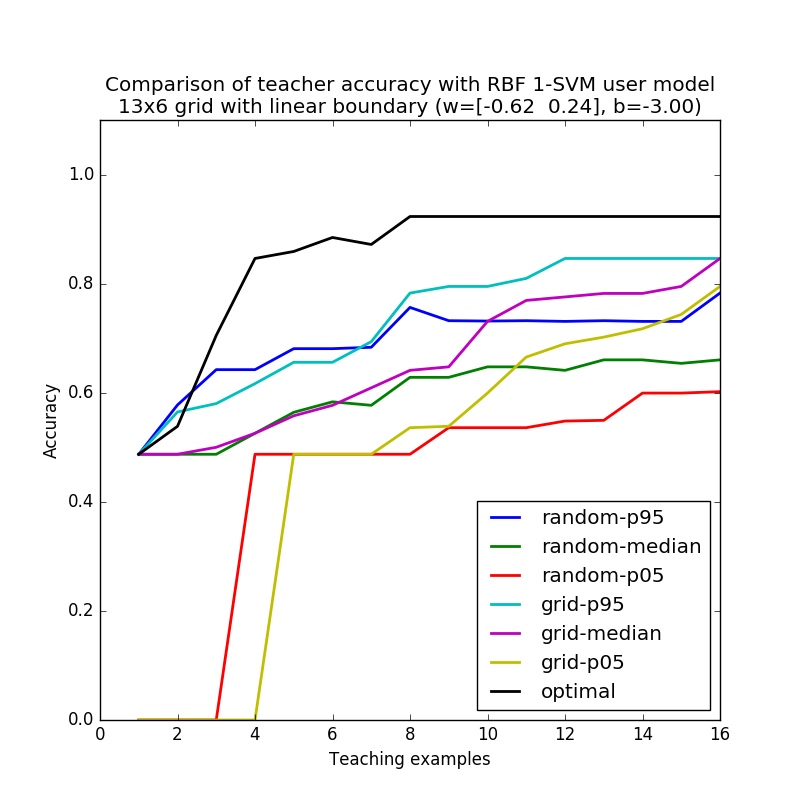 Comparison of teacher accuracy with RBF 1-SVM user model
13x6 grid with linear boundary (w=[-0.62  0.24], b=-3.00)
Accuracy
1.0
0.8
0.6
0.4
0.2
0.0
random-p95
random-median
random-p05
grid-p95
grid-median
grid-p05
optimal
0 2 4 6 8 10 12 14 16
Teaching examples